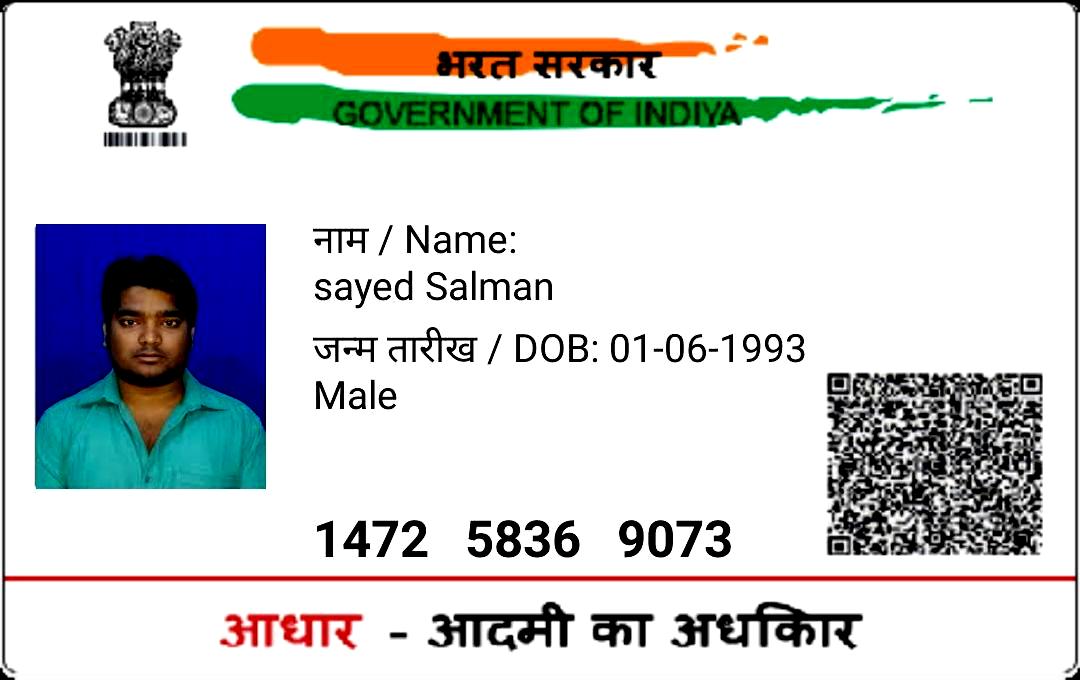 भरत सरकार
GOVERNMENT OF INDIYA
नाम / Name:
sayed Salman
जन्म तारीख / DOB: 01-06-1993
Male
1472 5836 9073
आधार - आदमी का अधकिार